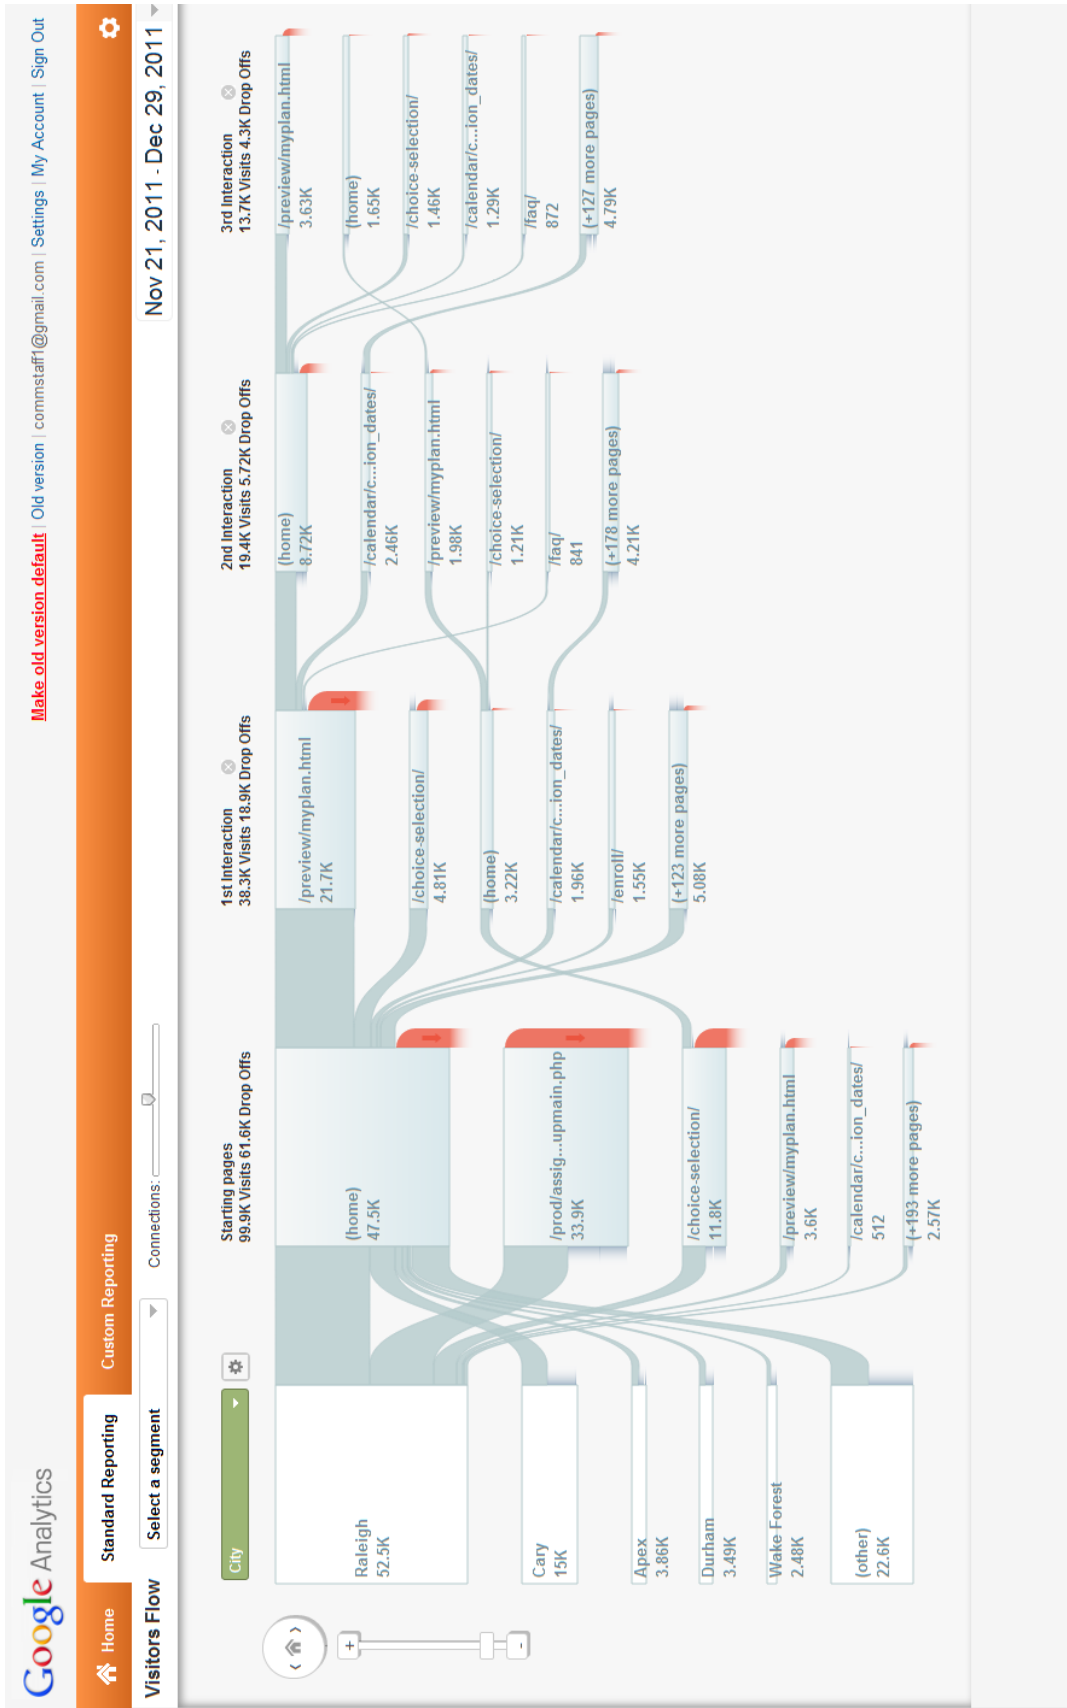 Make old version default | Old version | commstaff1@gmail.com | Settings | My Account | Sign Out
Google Analytics
Home
Standard Reporting
Custom Reporting
Visitors Flow
Select a segment
Connections:
Nov 21, 2011 - Dec 29, 2011
City
Raleigh
52.5K
Cary
15K
Apex
3.86K
Durham
3.49K
Wake Forest
2.48K
(other)
22.6K
Starting pages
99.9K Visits 61.6K Drop Offs
(home)
47.5K
/prod/assig...upmain.php
33.9K
/choice-selection/
11.8K
/preview/myplan.html
3.6K
/calendar/c...ion_dates/
512
(+193 more pages)
2.57K
1st Interaction
38.3K Visits 18.9K Drop Offs
/preview/myplan.html
21.7K
/choice-selection/
4.81K
(home)
3.22K
/calendar/c...ion_dates/
1.96K
/enroll/
1.55K
(+123 more pages)
5.08K
2nd Interaction
19.4K Visits 5.72K Drop Offs
(home)
8.72K
/calendar/c...ion_dates/
2.46K
/preview/myplan.html
1.98K
/choice-selection/
1.21K
/faq/
841
(+178 more pages)
4.21K
3rd Interaction
13.7K Visits 4.3K Drop Offs
/preview/myplan.html
3.63K
(home)
1.65K
/choice-selection/
1.46K
/calendar/c...ion_dates/
1.29K
/faq/
872
(+127 more pages)
4.79K